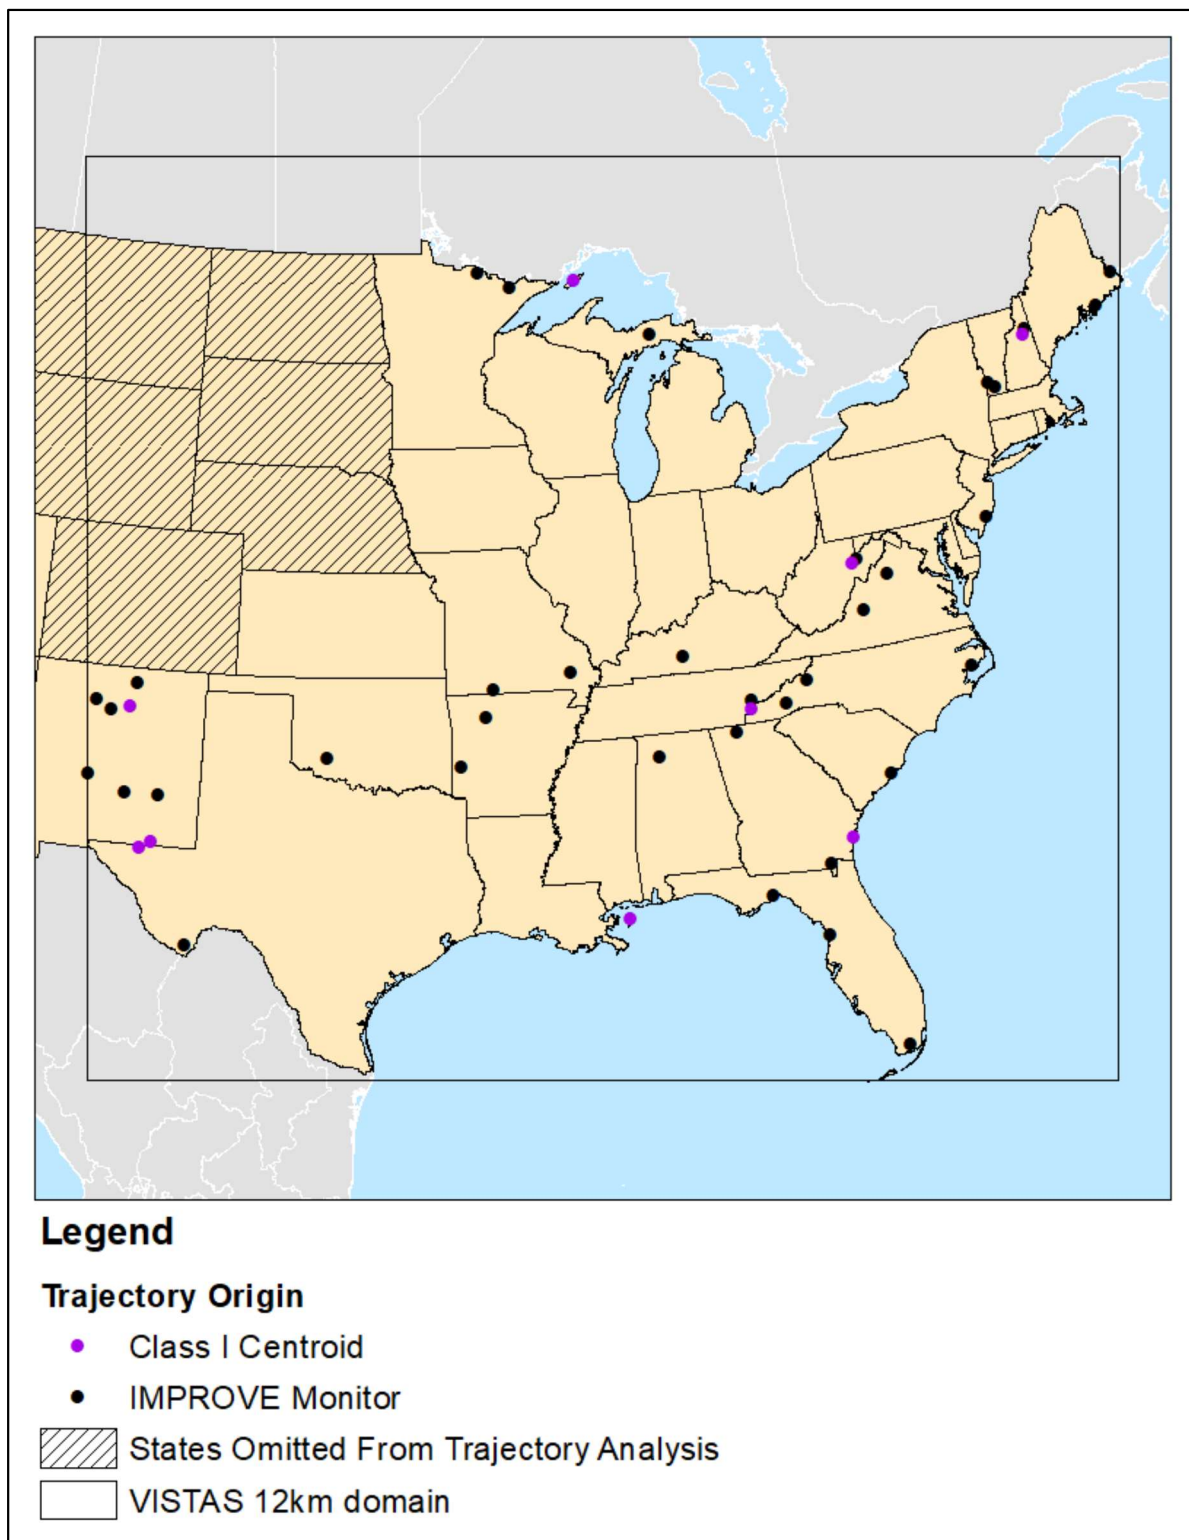 Legend
Trajectory Origin
Class I Centroid
IMPROVE Monitor
States Omitted From Trajectory Analysis
VISTAS 12km domain